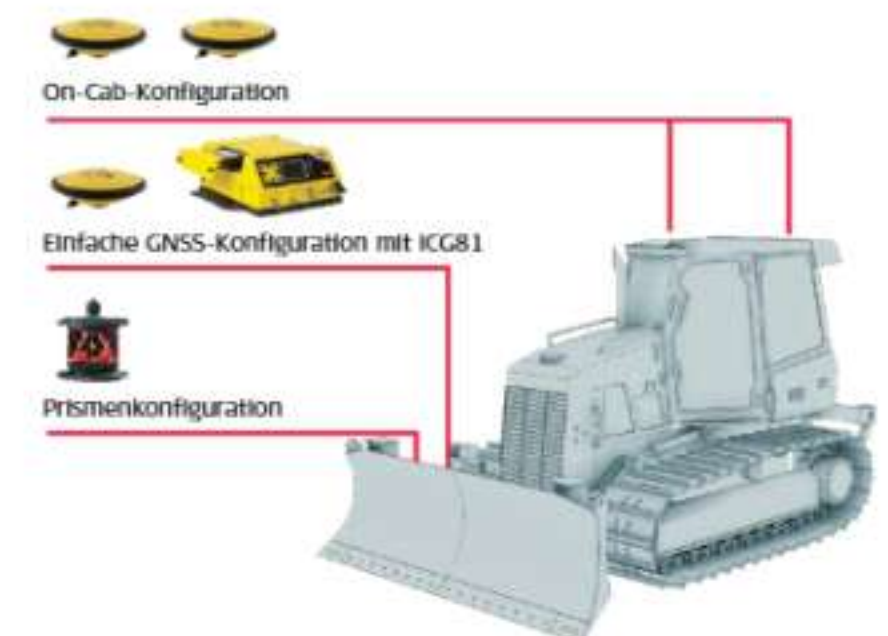 On-Cab-Konfiguration
Einfache GNSS-Konfiguration mit iCG81
Prismenkonfiguration